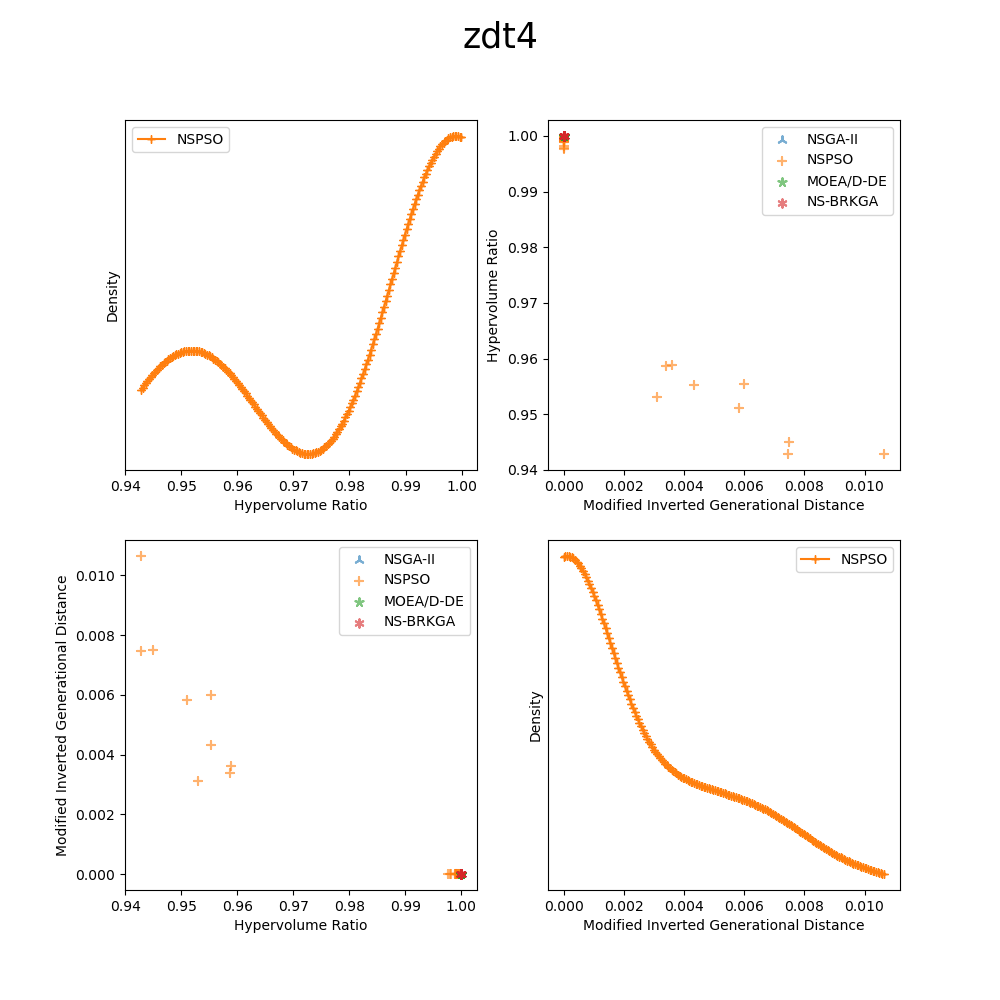 zdt4
NSPSO
Density
0.94 0.95 0.96 0.97 0.98 0.99 1.00
Hypervolume Ratio
NSGA-II
NSPSO
MOEA/D-DE
NS-BRKGA
Hypervolume Ratio
1.00
0.99
0.98
0.97
0.96
0.95
0.94
0.000 0.002 0.004 0.006 0.008 0.010
Modified Inverted Generational Distance
NSGA-II
NSPSO
MOEA/D-DE
NS-BRKGA
Modified Inverted Generational Distance
0.010
0.008
0.006
0.004
0.002
0.000
0.94 0.95 0.96 0.97 0.98 0.99 1.00
Hypervolume Ratio
NSPSO
Density
0.000 0.002 0.004 0.006 0.008 0.010
Modified Inverted Generational Distance